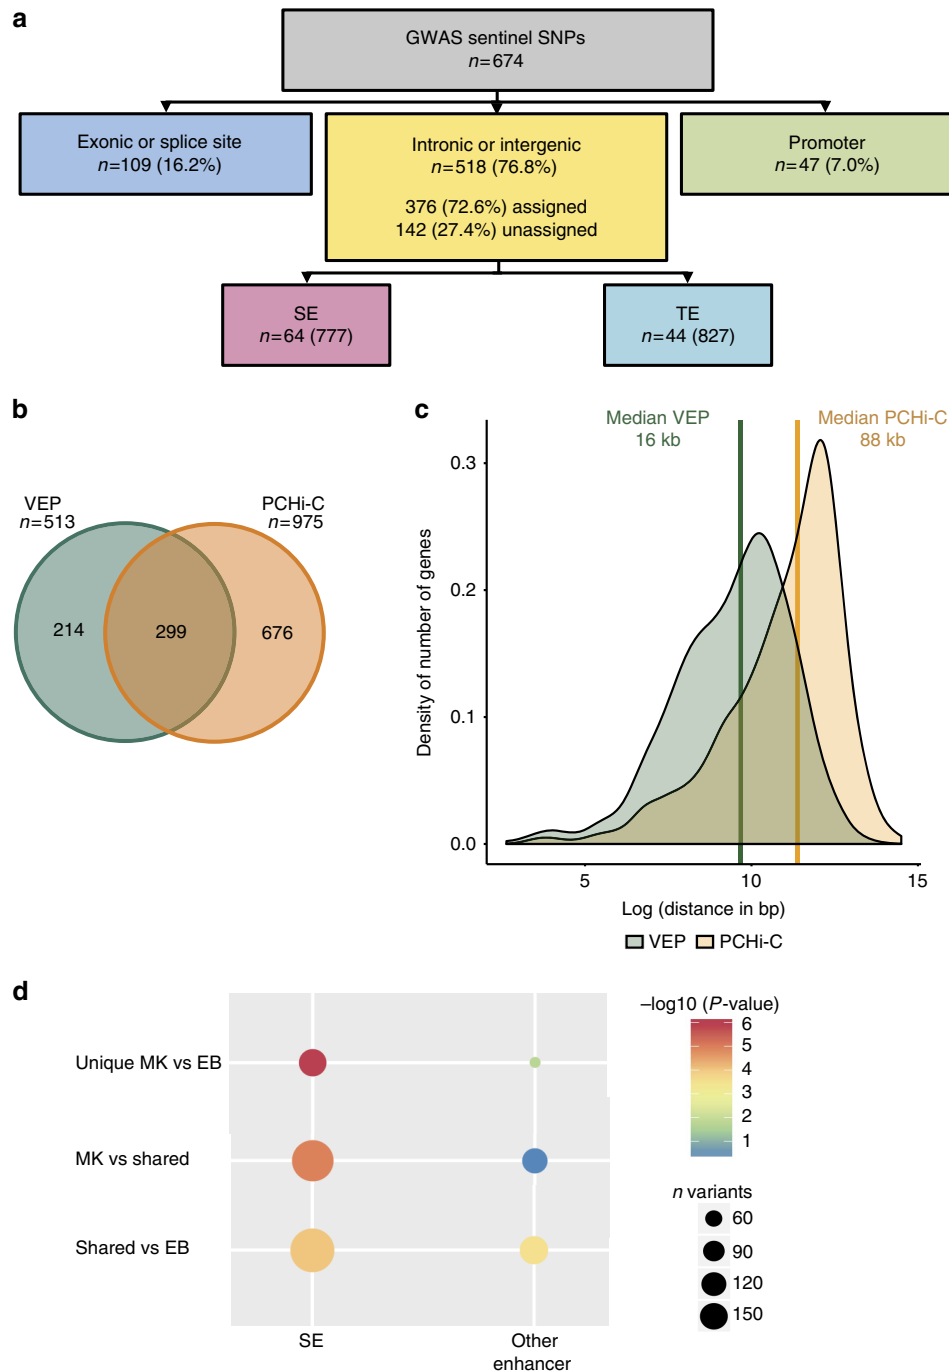 a
GWAS sentinel SNPs
n=674
Exonic or splice site
n=109 (16.2%)
Intronic or intergenic
n=518 (76.8%)
376 (72.6%) assigned
142 (27.4%) unassigned
Promoter
n=47 (7.0%)
SE
n=64 (777)
TE
n=44 (827)
b
VEP
n=513
PCHi-C
n=975
214
299
676
c
Median VEP
16 kb
Median PCHi-C
88 kb
Density of number of genes
0.3
0.2
0.1
0.0
5
10
15
Log (distance in bp)
VEP
PCHi-C
d
Unique MK vs EB
MK vs shared
Shared vs EB
SE
Other
enhancer
–log10 (P-value)
6
5
4
3
2
1
n variants
60
90
120
150